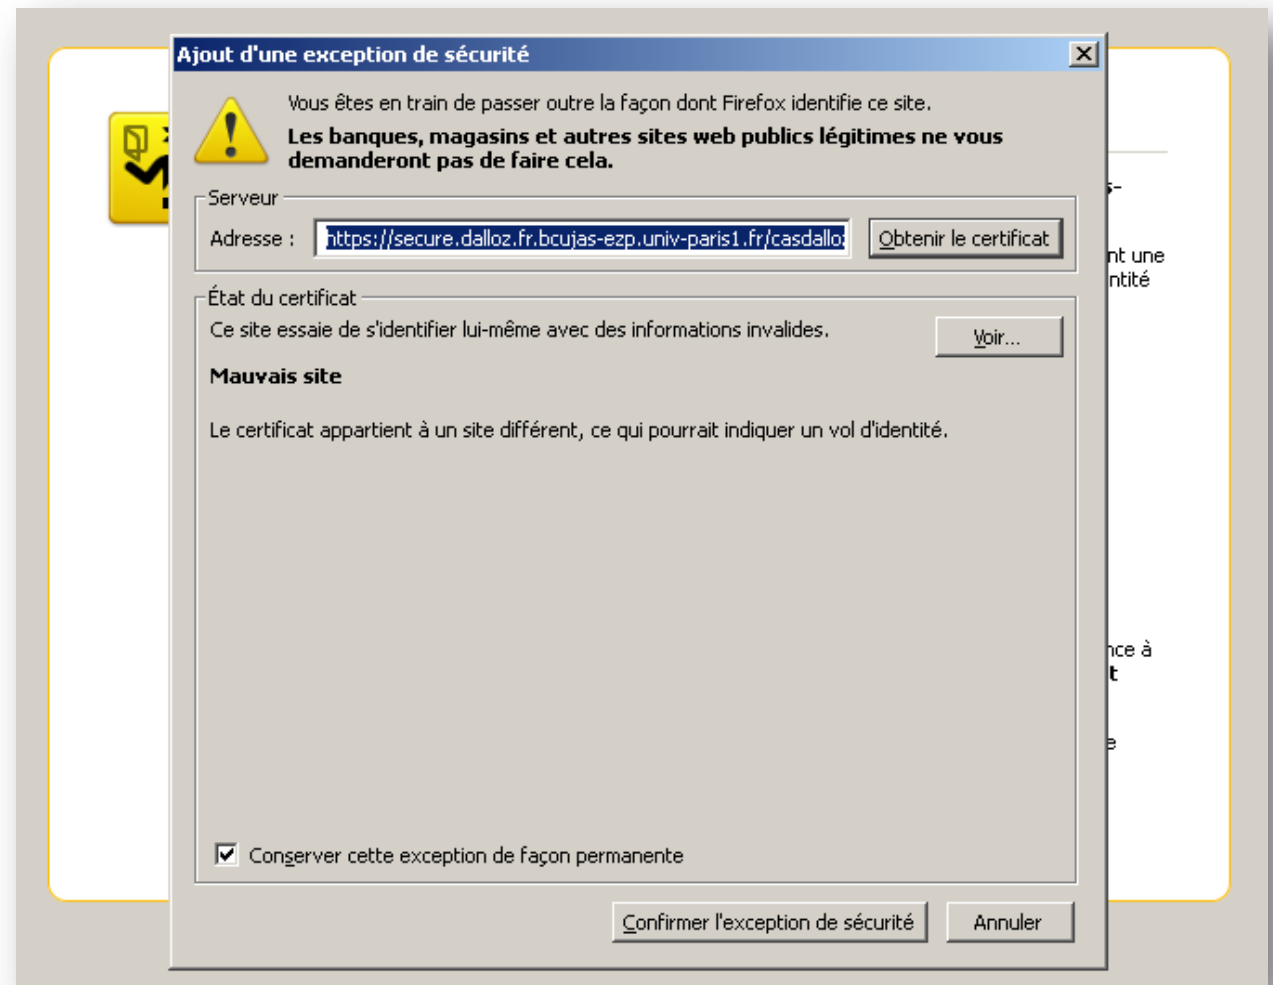 Ajout d'une exception de sécurité
Vous êtes en train de passer outre la façon dont Firefox identifie ce site.
Les banques, magasins et autres sites web publics légitimes ne vous
demanderont pas de faire cela.
Serveur
Adresse :
https://secure.dalloz.fr.bcujas-ezp.univ-paris1.fr/casdalloz
Obtenir le certificat
État du certificat
Ce site essaie de s'identifier lui-même avec des informations invalides.
Voir...
Mauvais site
Le certificat appartient à un site différent, ce qui pourrait indiquer un vol d'identité.
Conserver cette exception de façon permanente
Confirmer l'exception de sécurité
Annuler
s-
nt une
ntité
nce à
t
e